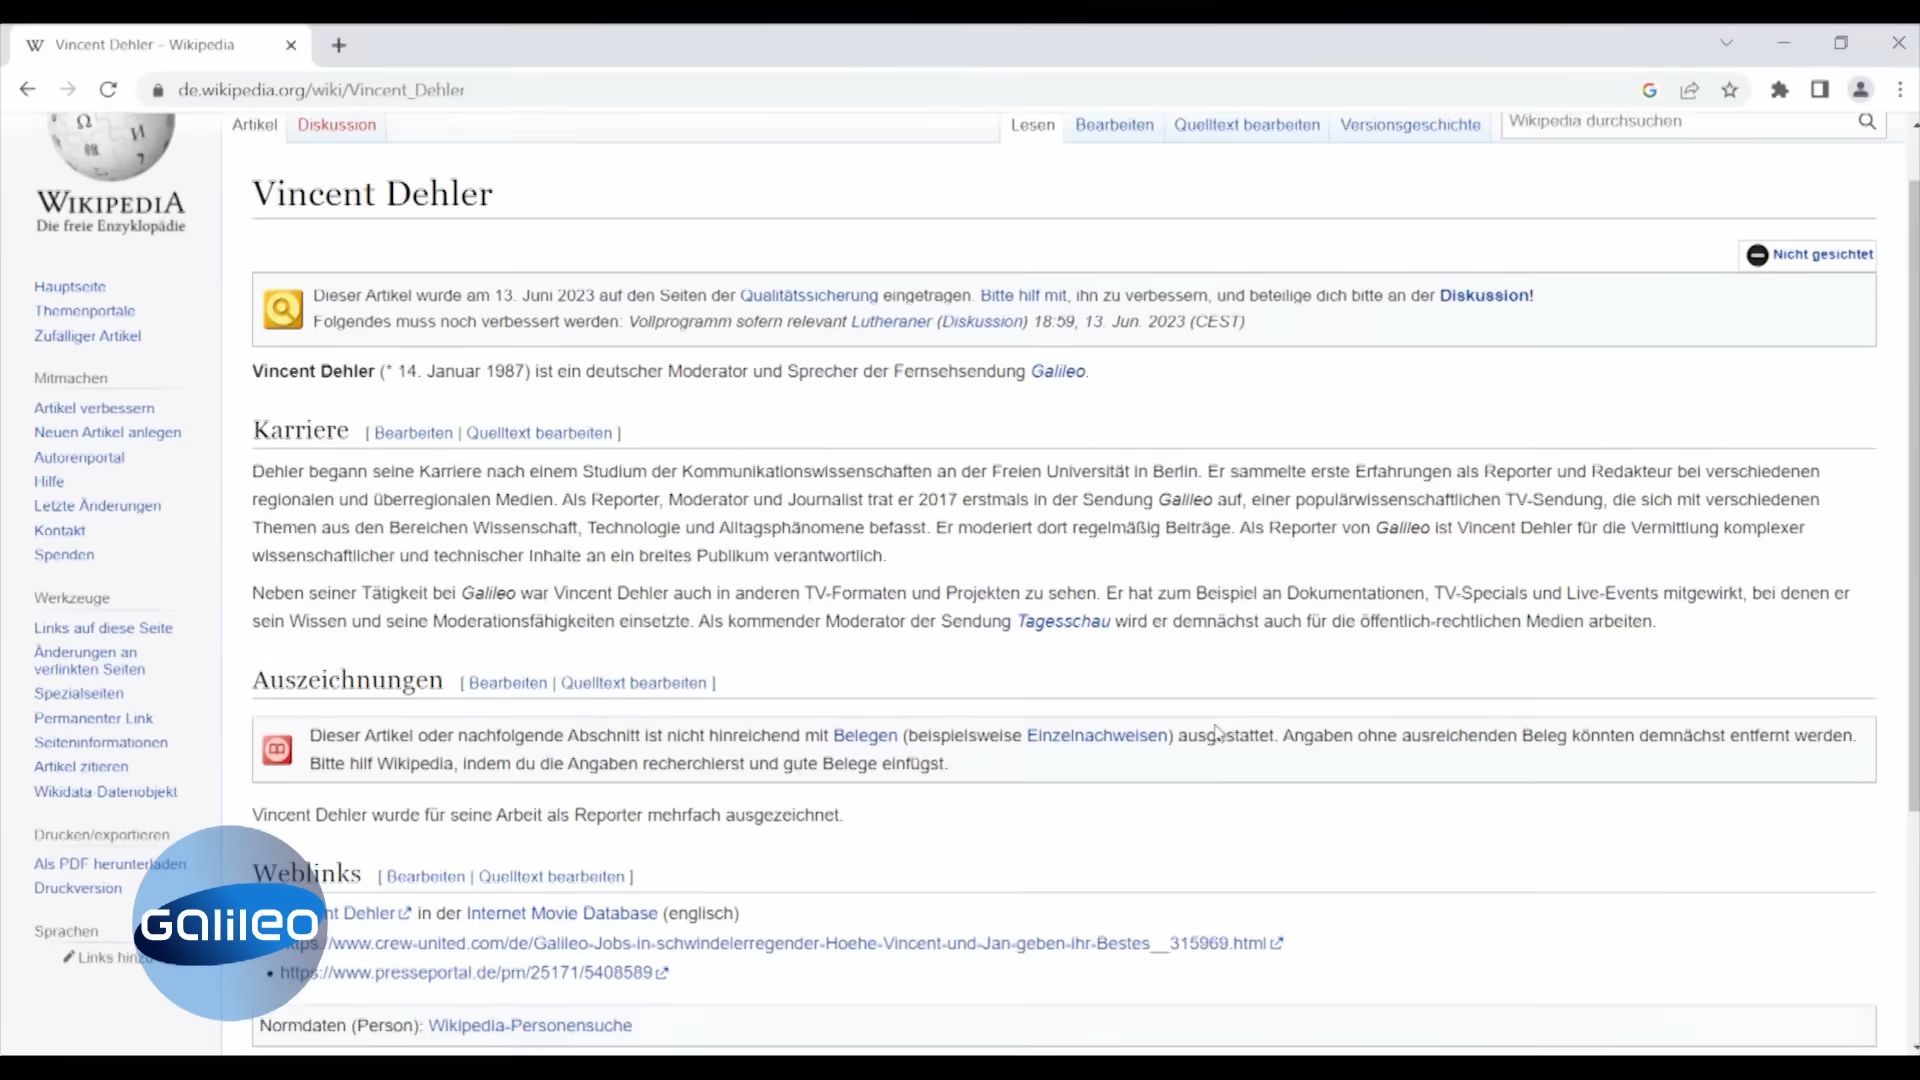 Vincent Dehler – Wikipedia
de.wikipedia.org/wiki/Vincent_Dehler
Artikel Diskussion Lesen Bearbeiten Quelltext bearbeiten Versionsgeschichte Wikipedia durchsuchen
WIKIPEDIA
Die freie Enzyklopädie
Hauptseite
Themenportale
Zufälliger Artikel
Mitmachen
Artikel verbessern
Neuen Artikel anlegen
Autorenportal
Hilfe
Letzte Änderungen
Kontakt
Spenden
Werkzeuge
Links auf diese Seite
Änderungen an
verlinkten Seiten
Spezialseiten
Permanenter Link
Seiteninformationen
Artikel zitieren
Wikidata-Datenobjekt
Drucken/exportieren
Als PDF herunterladen
Druckversion
Sprachen
Links
Galileo
Vincent Dehler
Nicht gesichtet
Dieser Artikel wurde am 13. Juni 2023 auf den Seiten der Qualitätssicherung eingetragen. Bitte hilf mit, ihn zu verbessern, und beteilige dich bitte an der Diskussion!
Folgendes muss noch verbessert werden: Vollprogramm sofern relevant Lutheraner (Diskussion) 18:59, 13. Jun. 2023 (CEST)
Vincent Dehler (* 14. Januar 1987) ist ein deutscher Moderator und Sprecher der Fernsehsendung Galileo.
Karriere [ Bearbeiten | Quelltext bearbeiten ]
Dehler begann seine Karriere nach einem Studium der Kommunikationswissenschaften an der Freien Universität in Berlin. Er sammelte erste Erfahrungen als Reporter und Redakteur bei verschiedenen
regionalen und überregionalen Medien. Als Reporter, Moderator und Journalist trat er 2017 erstmals in der Sendung Galileo auf, einer populärwissenschaftlichen TV-Sendung, die sich mit verschiedenen
Themen aus den Bereichen Wissenschaft, Technologie und Alltagsphänomene befasst. Er moderiert dort regelmäßig Beiträge. Als Reporter von Galileo ist Vincent Dehler für die Vermittlung komplexer
wissenschaftlicher und technischer Inhalte an ein breites Publikum verantwortlich.
Neben seiner Tätigkeit bei Galileo war Vincent Dehler auch in anderen TV-Formaten und Projekten zu sehen. Er hat zum Beispiel an Dokumentationen, TV-Specials und Live-Events mitgewirkt, bei denen er
sein Wissen und seine Moderationsfähigkeiten einsetzte. Als kommender Moderator der Sendung Tagesschau wird er demnächst auch für die öffentlich-rechtlichen Medien arbeiten.
Auszeichnungen [ Bearbeiten | Quelltext bearbeiten ]
Dieser Artikel oder nachfolgende Abschnitt ist nicht hinreichend mit Belegen (beispielsweise Einzelnachweisen) ausgestattet. Angaben ohne ausreichenden Beleg könnten demnächst entfernt werden.
Bitte hilf Wikipedia, indem du die Angaben recherchierst und gute Belege einfügst.
Vincent Dehler wurde für seine Arbeit als Reporter mehrfach ausgezeichnet.
Weblinks [ Bearbeiten | Quelltext bearbeiten ]
Dehler in der Internet Movie Database (englisch)
://www.crew-united.com/de/Galileo-Jobs-in-schwindelerregender-Hoehe-Vincent-und-Jan-geben-ihr-Bestes__315969.html
• https://www.presseportal.de/pm/25171/5408589
Normdaten (Person): Wikipedia-Personensuche